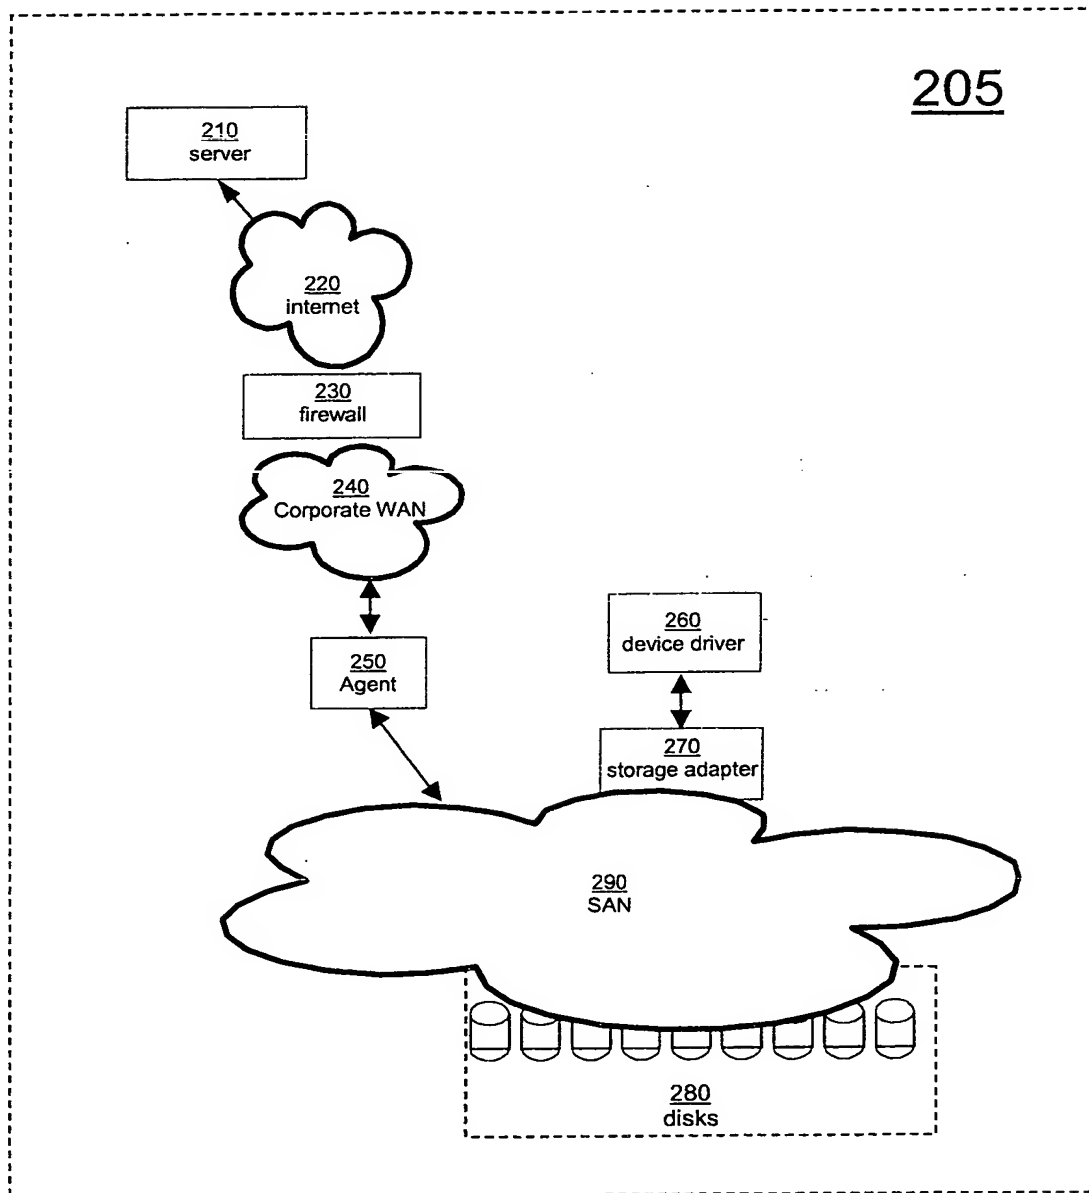 205
210
server
220
internet
230
firewall
240
Corporate WAN
250
Agent
260
device driver
270
storage adapter
290
SAN
280
disks